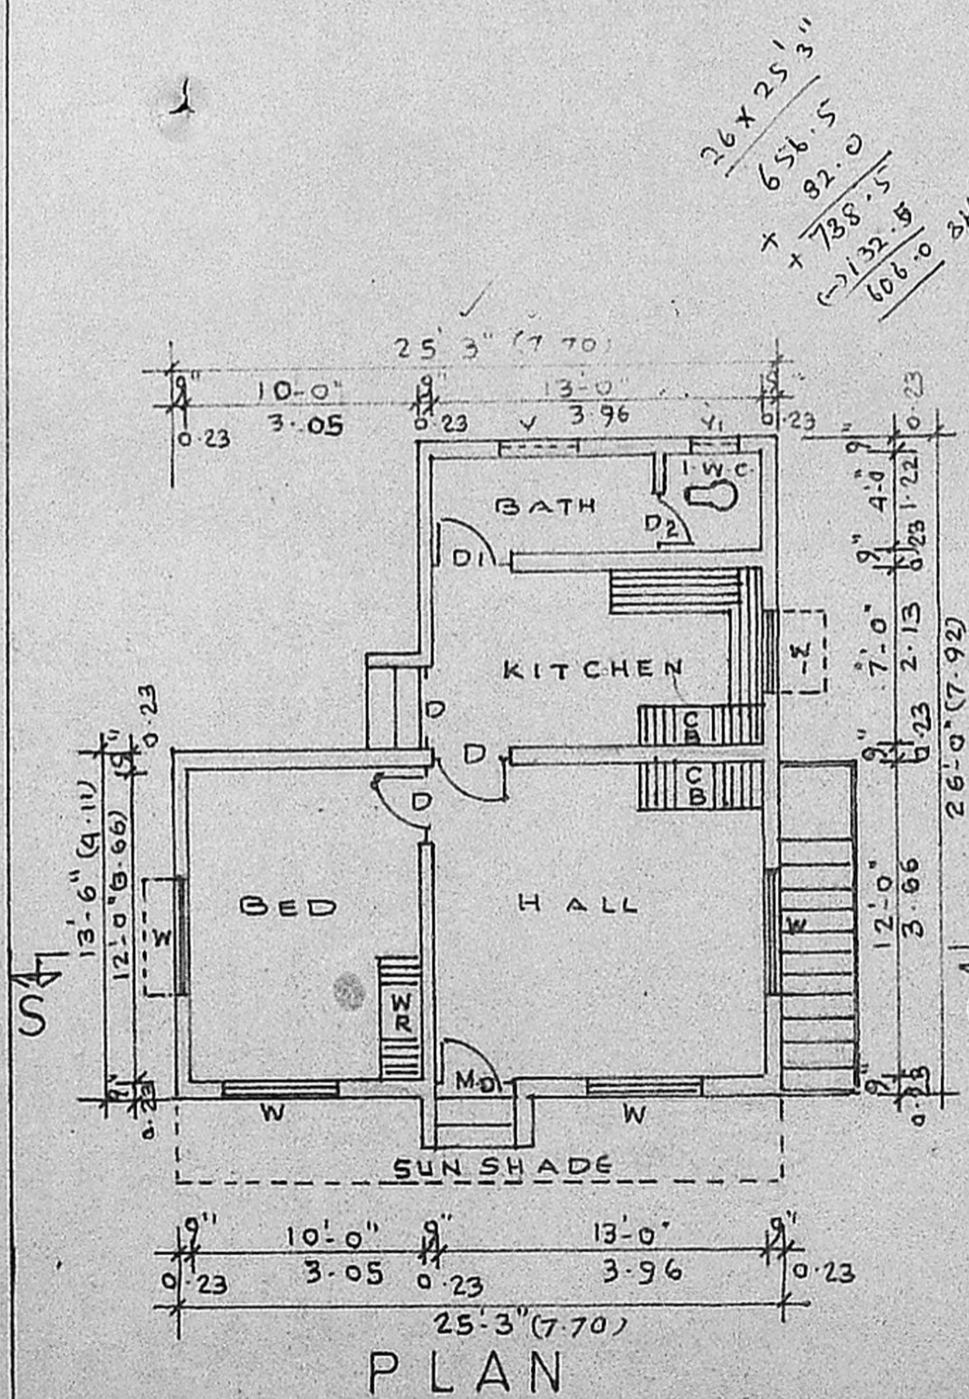 26 x 25'3"
656.5
82.0
x 738.5
x
(-) 132.5
606.0
25'3" (7.70)
9" 10-0" 9" 13-0"
0.23 3.05 0.23 3.96 0.23
V V1
I.W.C.
BATH
D2
D1
KITCHEN
W
D
CB
D
CB
D
BED
HALL
W
W
WR
MD
W
W
SUN SHADE
0.23
9"
13'-6" (4.11)
12'-0" (3.66)
9"
0.23
S
0.23
9"
4'-0" 1.22
9" 0.23
7'-0" 2.13
26'-0" (7.92)
9" 0.23
12'-0" 3.66
9" 0.23
9" 10'-0" 9" 13'-0" 9"
0.23 3.05 0.23 3.96 0.23
25'-3" (7.70)
PLAN